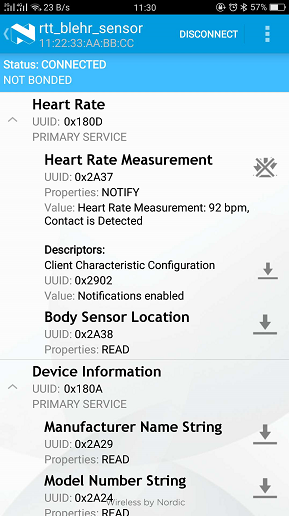 23 B/s
11:30
57%
rtt_blehr_sensor
11:22:33:AA:BB:CC
DISCONNECT
Status: CONNECTED
NOT BONDED
Heart Rate
UUID: 0x180D
PRIMARY SERVICE
Heart Rate Measurement
UUID: 0x2A37
Properties: NOTIFY
Value: Heart Rate Measurement: 92 bpm,
Contact is Detected
Descriptors:
Client Characteristic Configuration
UUID: 0x2902
Value: Notifications enabled
Body Sensor Location
UUID: 0x2A38
Properties: READ
Device Information
UUID: 0x180A
PRIMARY SERVICE
Manufacturer Name String
UUID: 0x2A29
Properties: READ
Model Number String
UUID: 0x2A24
Wireless by Nordic
Properties: READ